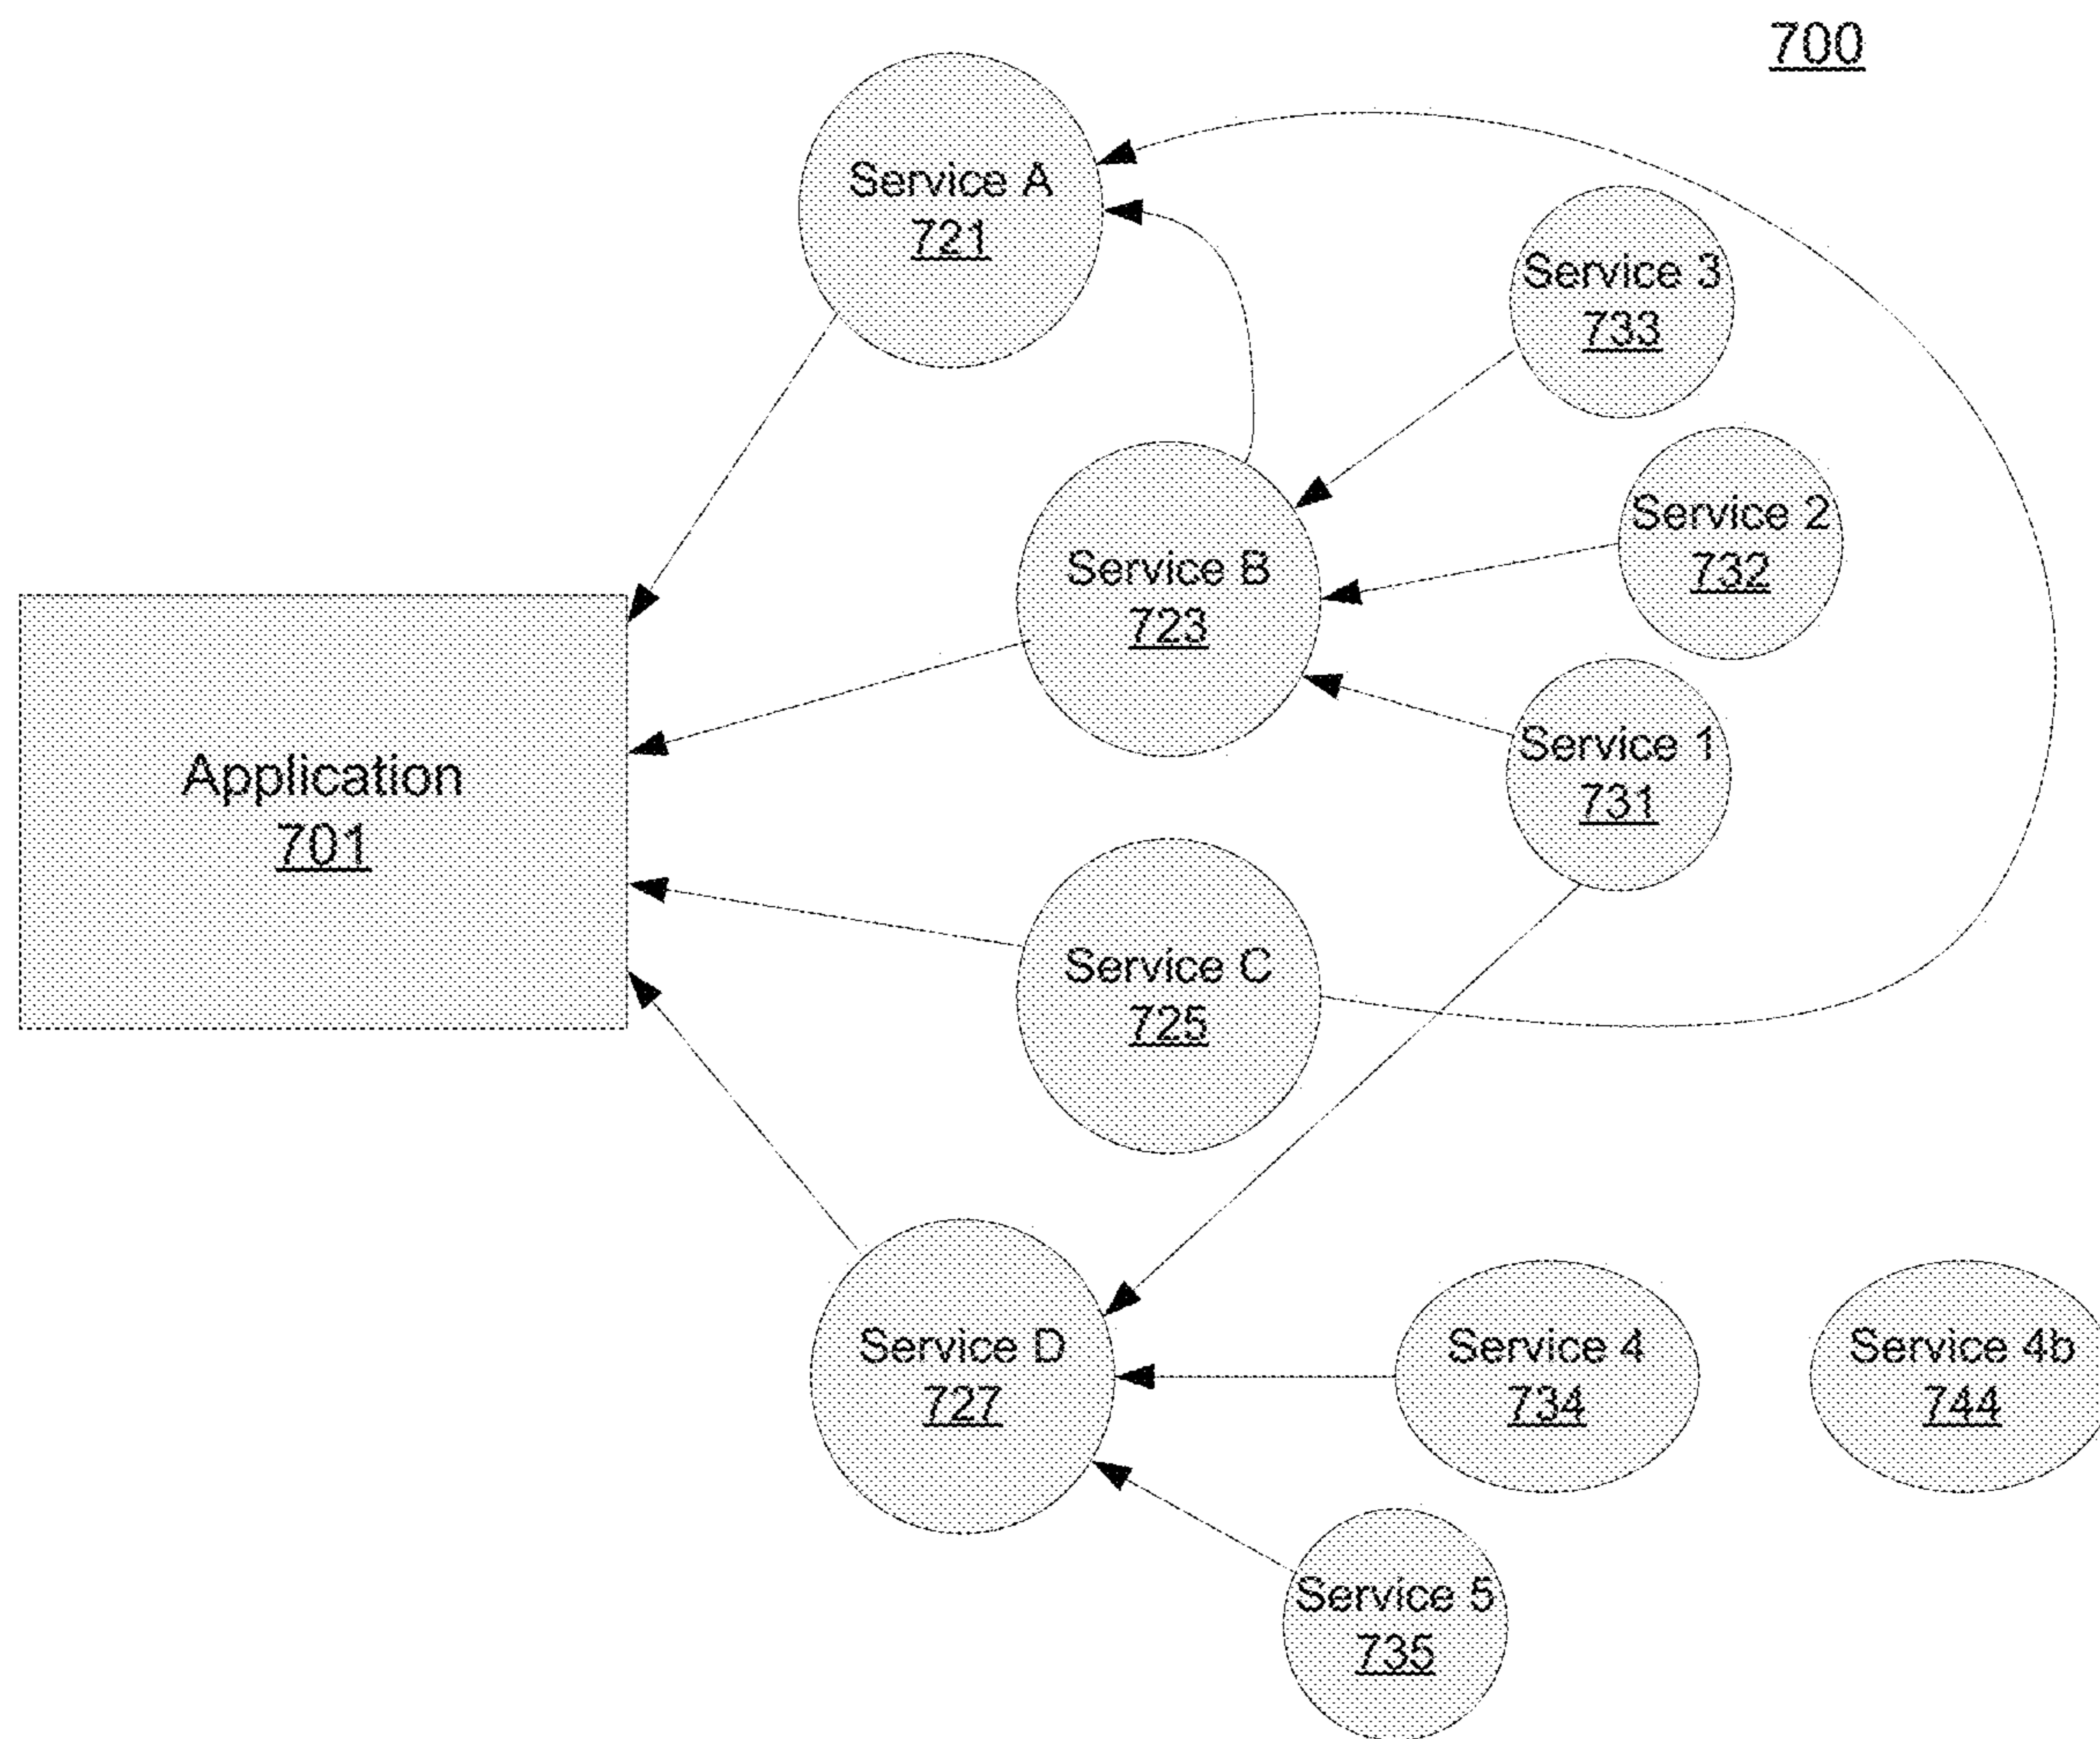 700
Service A
721
Service 3
733
Service 2
732
Service B
723
Service 1
731
Application
701
Service C
725
Service D
727
Service 4
734
Service 4b
744
Service 5
735